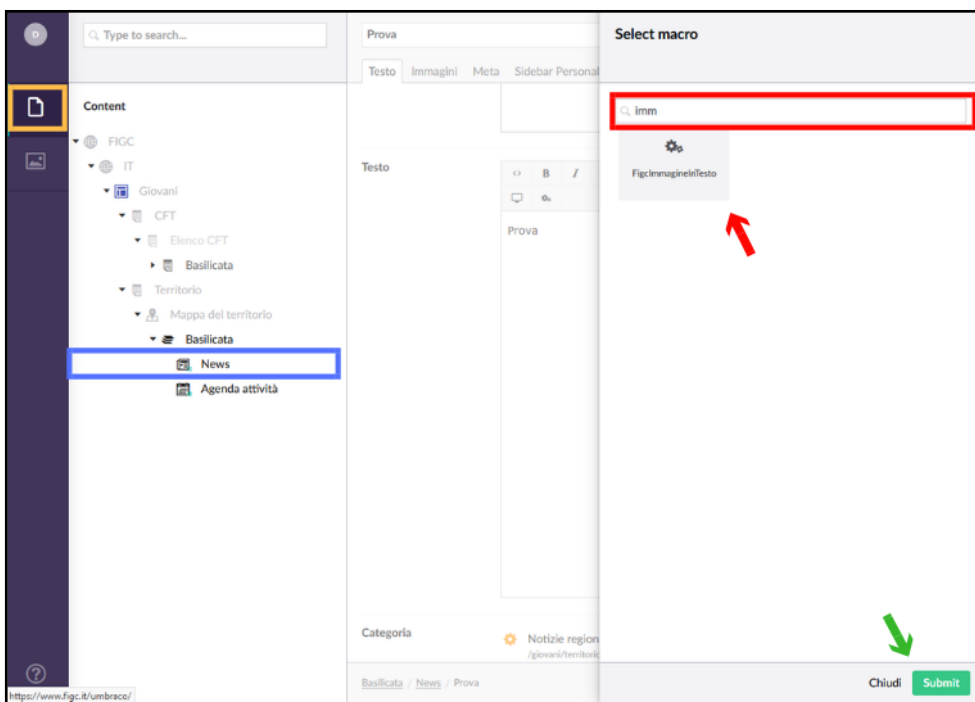 D
Type to search...
Content
FIGC
IT
Giovani
CFT
Elenco CFT
Basilicata
Territorio
Mappa del territorio
Basilicata
News
Agenda attività
https://www.figc.it/umbraco/
Prova
Testo Immagini Meta Sidebar Personal
Testo
B I
Prova
Categoria
Notizie region
/giovani/territorio
Basilicata / News / Prova
Select macro
imm
FigcImmagineInTesto
Chiudi Submit